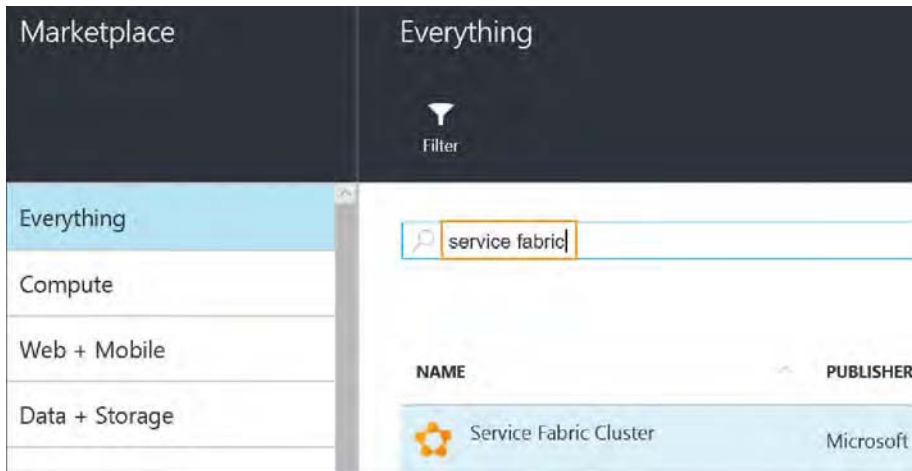 Marketplace
Everything
Filter
Everything
Compute
Web + Mobile
Data + Storage
service fabric
NAME
PUBLISHER
Service Fabric Cluster
Microsoft